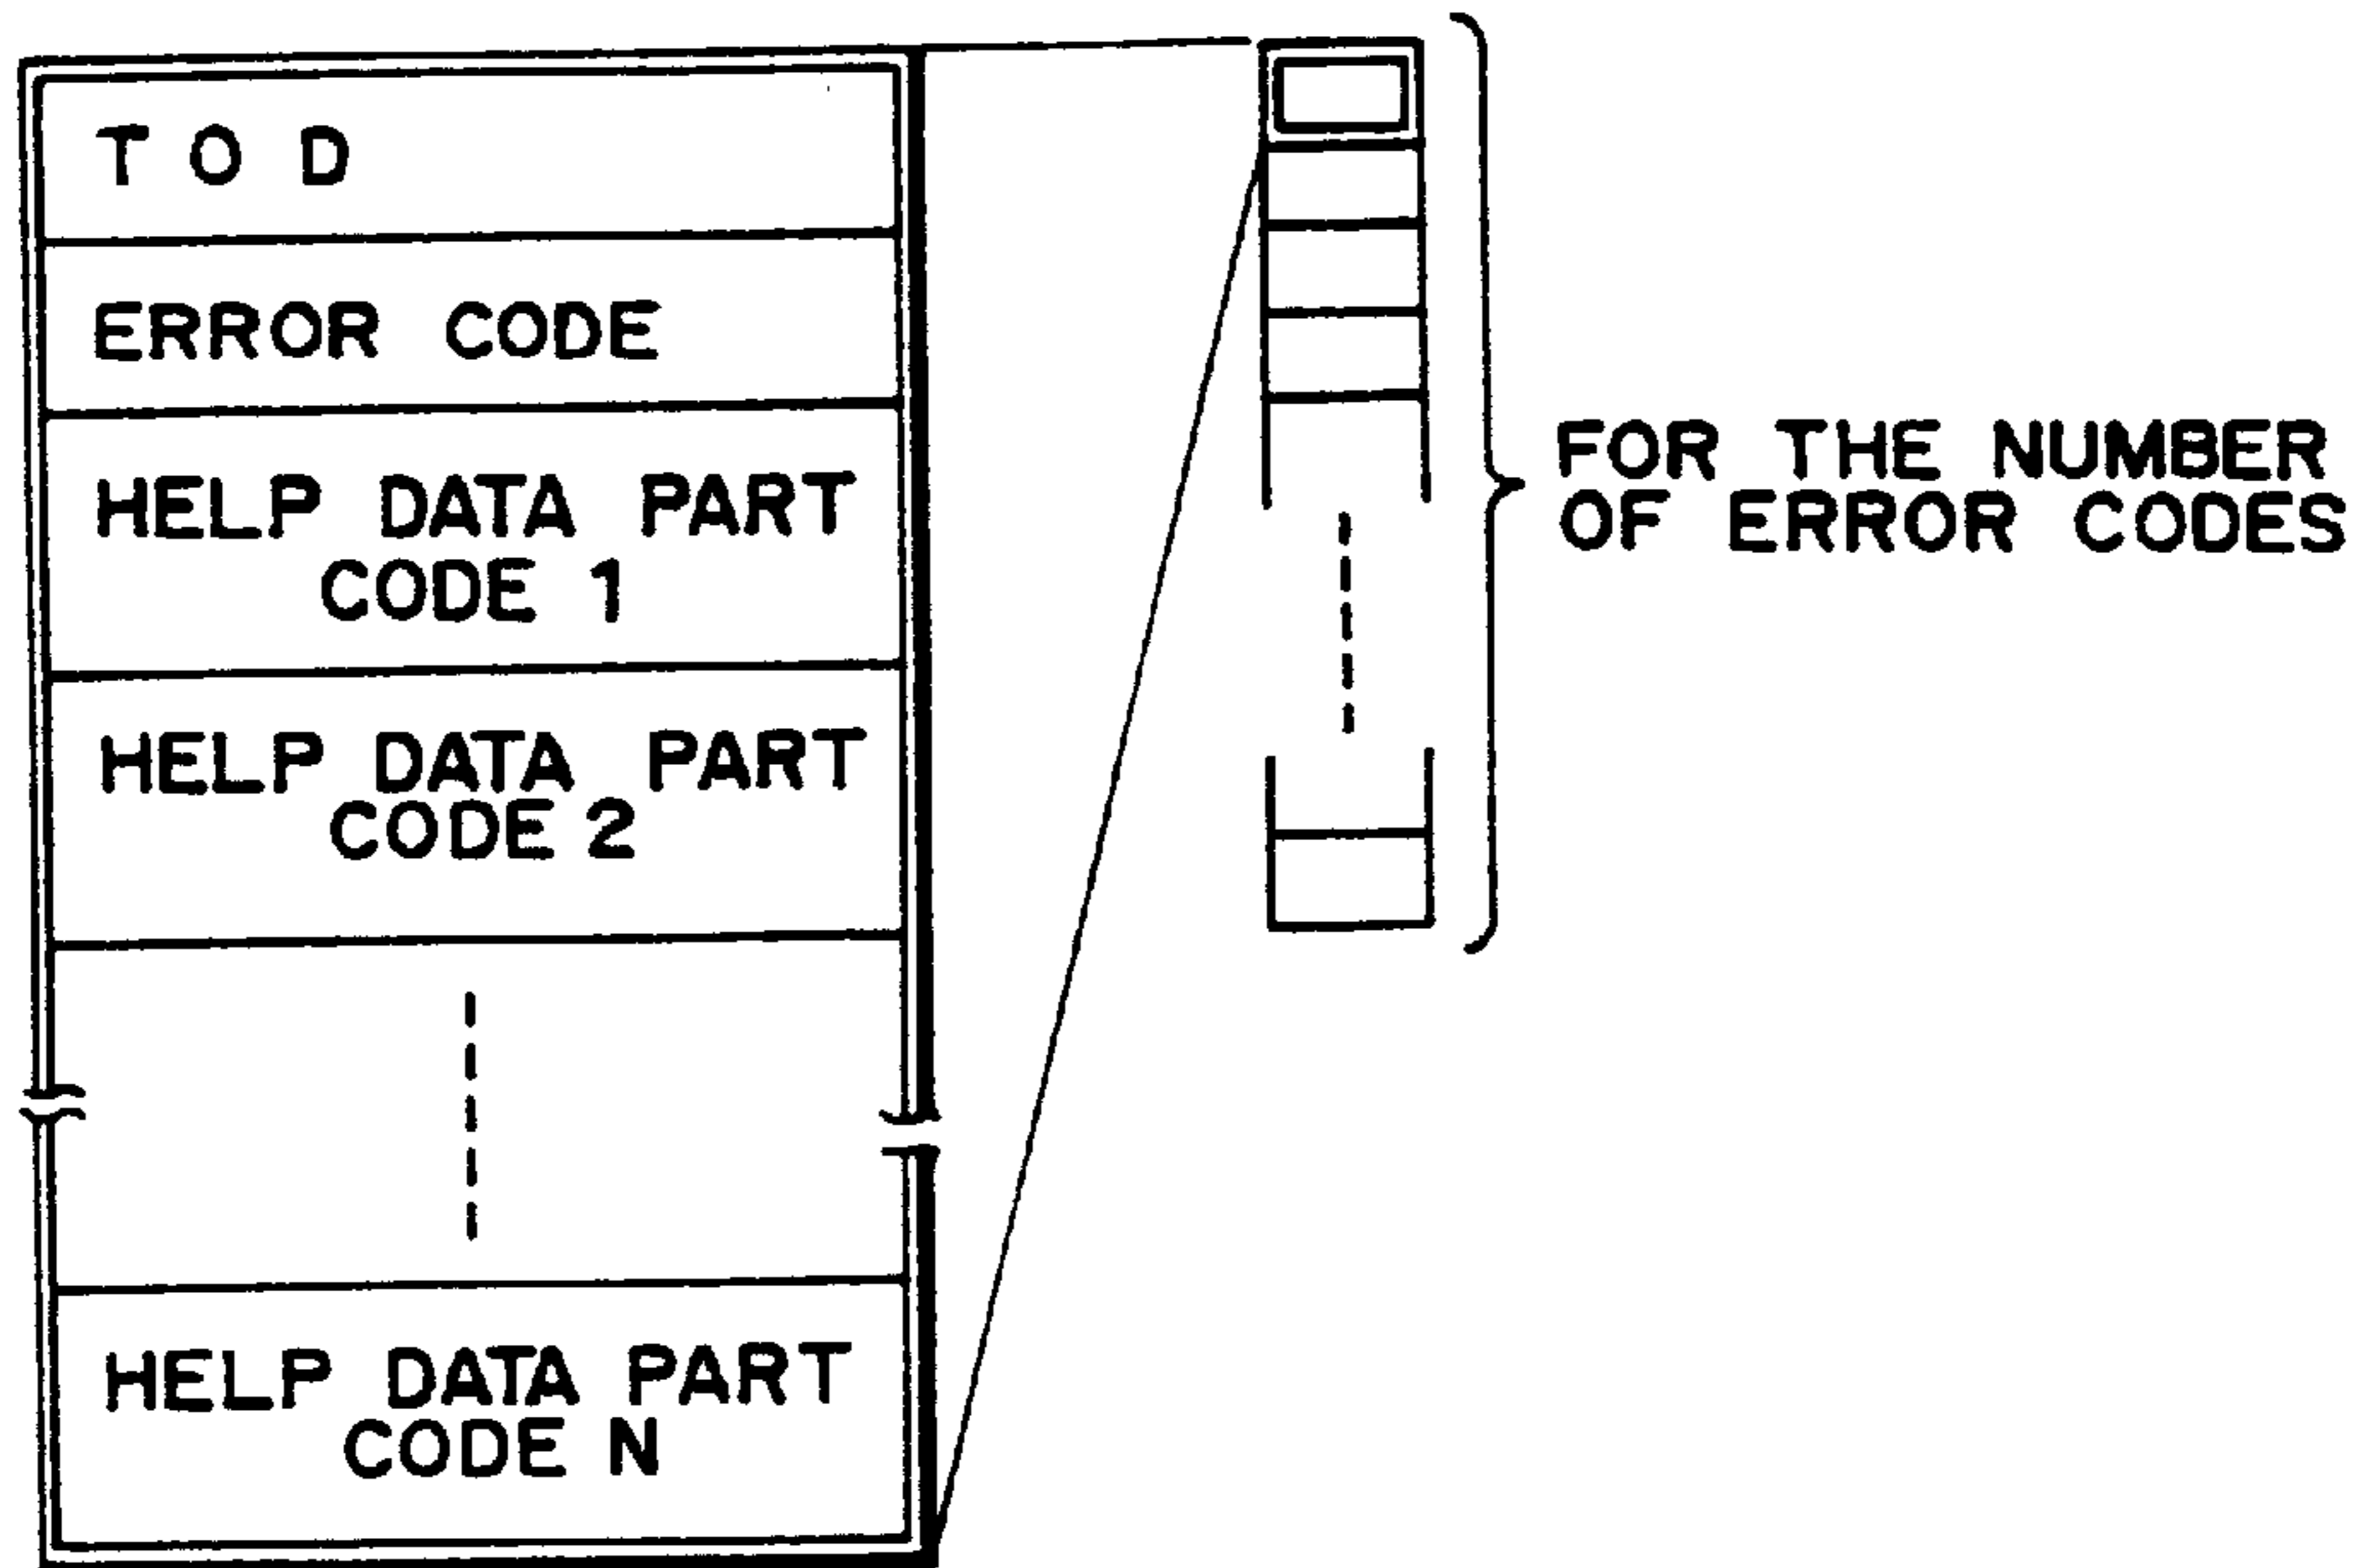 T O D
ERROR CODE
HELP DATA PART
CODE 1
HELP DATA PART
CODE 2
HELP DATA PART
CODE N
FOR THE NUMBER
OF ERROR CODES